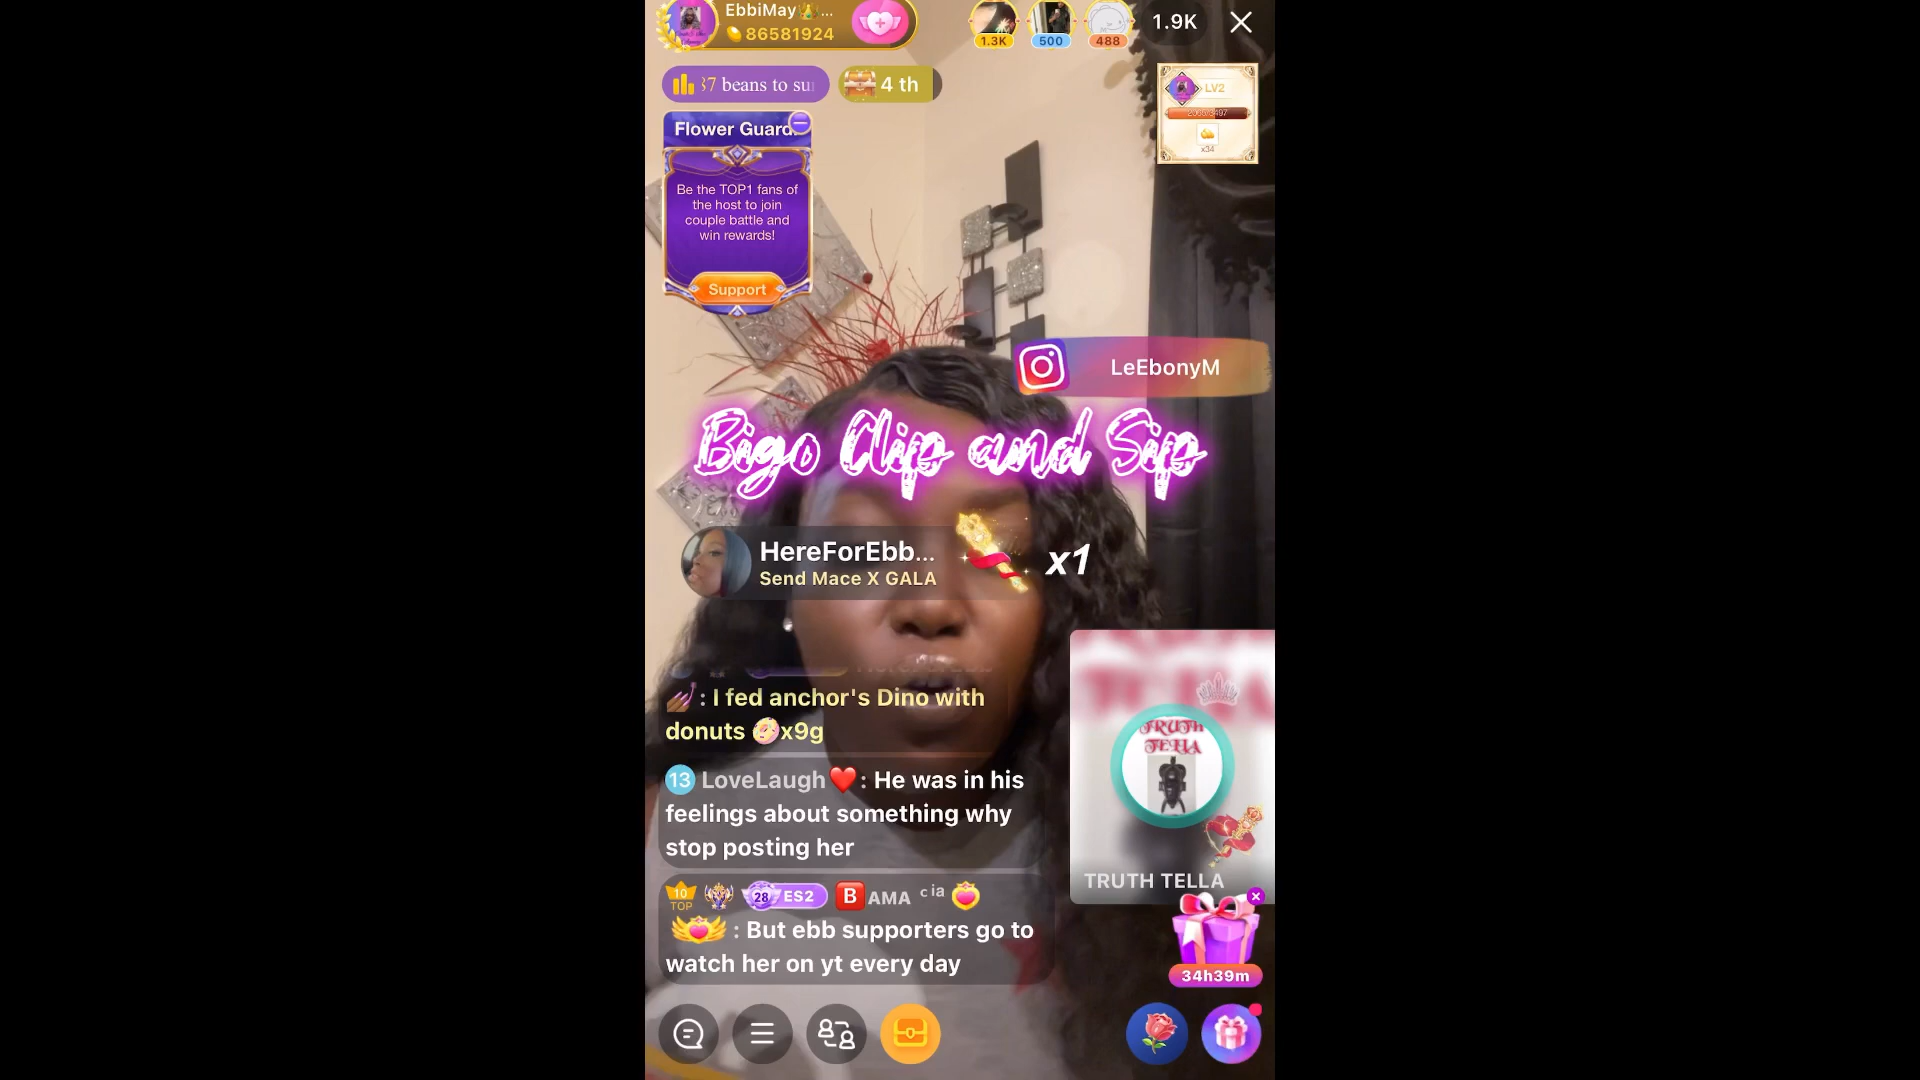 EbbiMay👑...
86581924
1.3K
500
488
1.9K
37 beans to su
4 th
LV2
x34
Flower Guard
Be the TOP1 fans of
the host to join
couple battle and
win rewards!
Support
LeEbonyM
Bigo Clip and Sip
HereForEbb...
Send Mace X GALA
x1
: I fed anchor's Dino with
donuts 🍩x9g
13 LoveLaugh❤️: He was in his
feelings about something why
stop posting her
10 TOP 28 ES2 B AMA cia
: But ebb supporters go to
watch her on yt every day
TRUTH
TELLA
TRUTH TELLA
34h39m